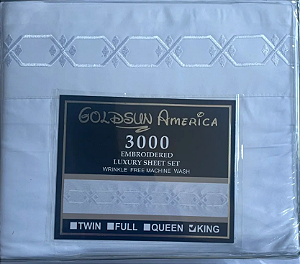 GOLDSUN AMERICA
3000
EMBROIDERED
LUXURY SHEET SET
WRINKLE FREE MACHINE WASH
TWIN FULL QUEEN KING